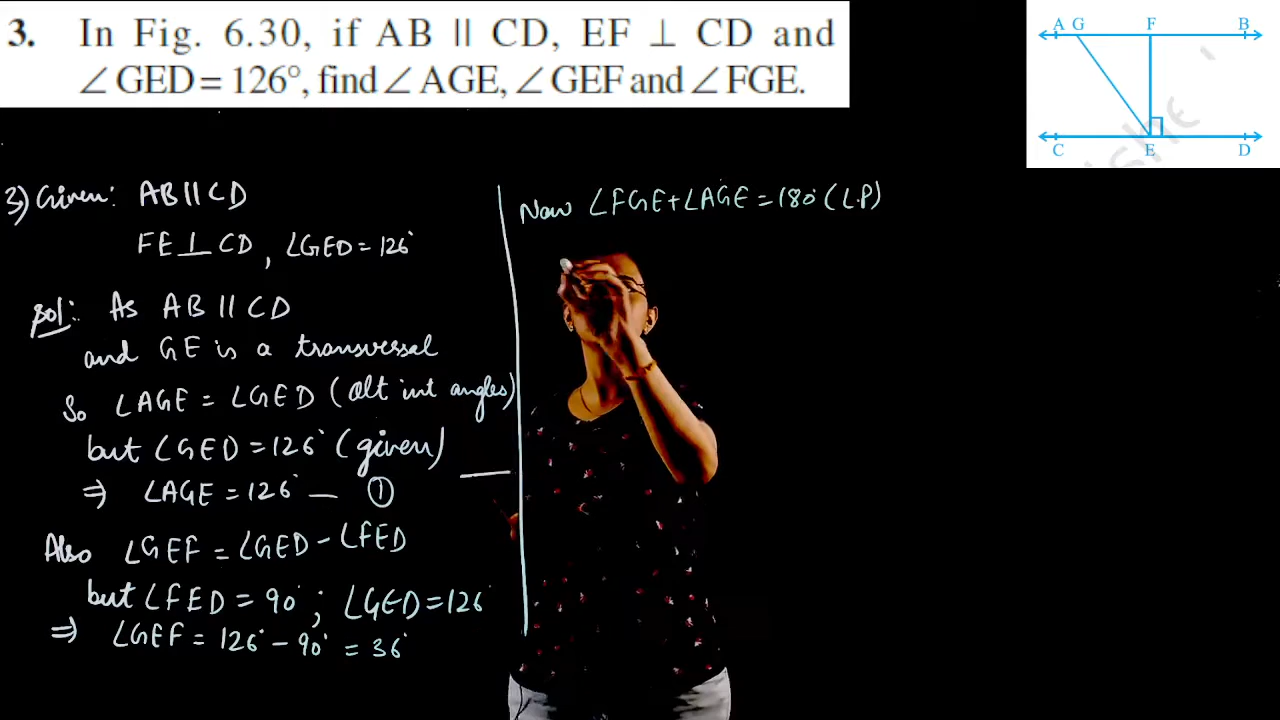 3. In Fig. 6.30, if AB || CD, EF ⊥ CD and
∠GED = 126°, find ∠AGE, ∠GEF and ∠FGE.
A G F B
C E D
3) Given: AB || CD
FE ⊥ CD, ∠GED = 126°
Sol: As AB || CD
and GE is a transversal
So ∠AGE = ∠GED (alt int angles)
but ∠GED = 126° (given)
⇒ ∠AGE = 126° — ①
Also ∠GEF = ∠GED - ∠FED
but ∠FED = 90° ; ∠GED = 126°
⇒ ∠GEF = 126° - 90° = 36°
Now ∠FGE + ∠AGE = 180° (L.P)